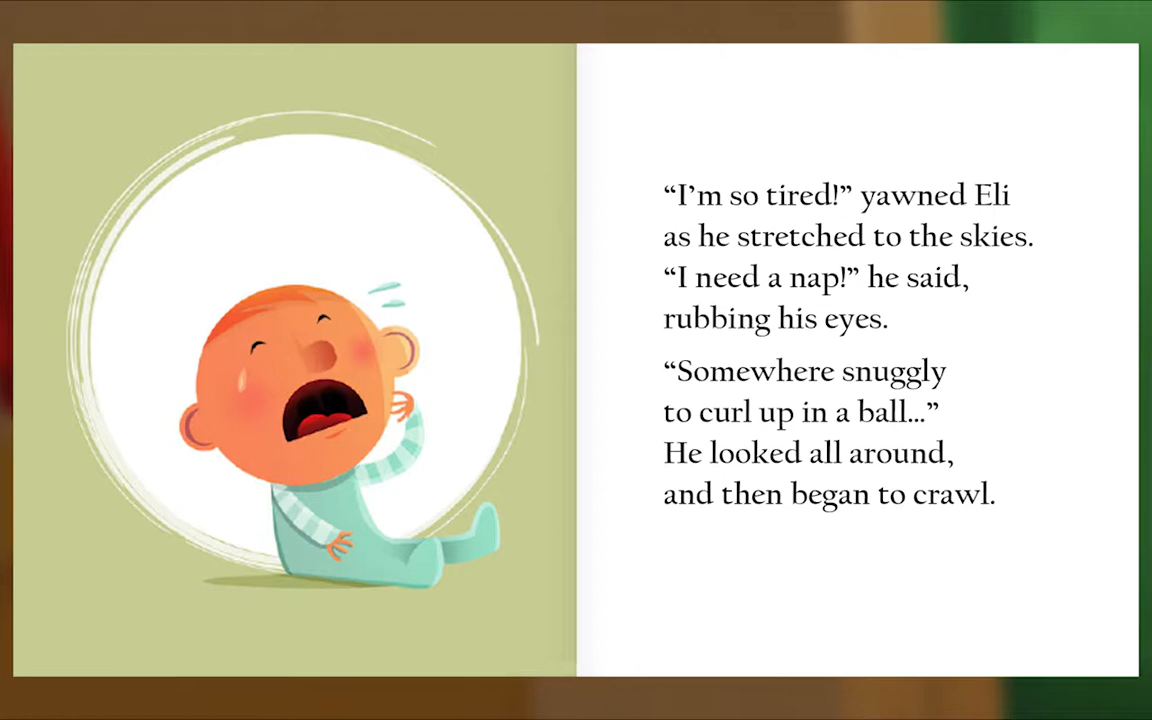 “I’m so tired!” yawned Eli
as he stretched to the skies.
“I need a nap!” he said,
rubbing his eyes.
“Somewhere snuggly
to curl up in a ball...”
He looked all around,
and then began to crawl.